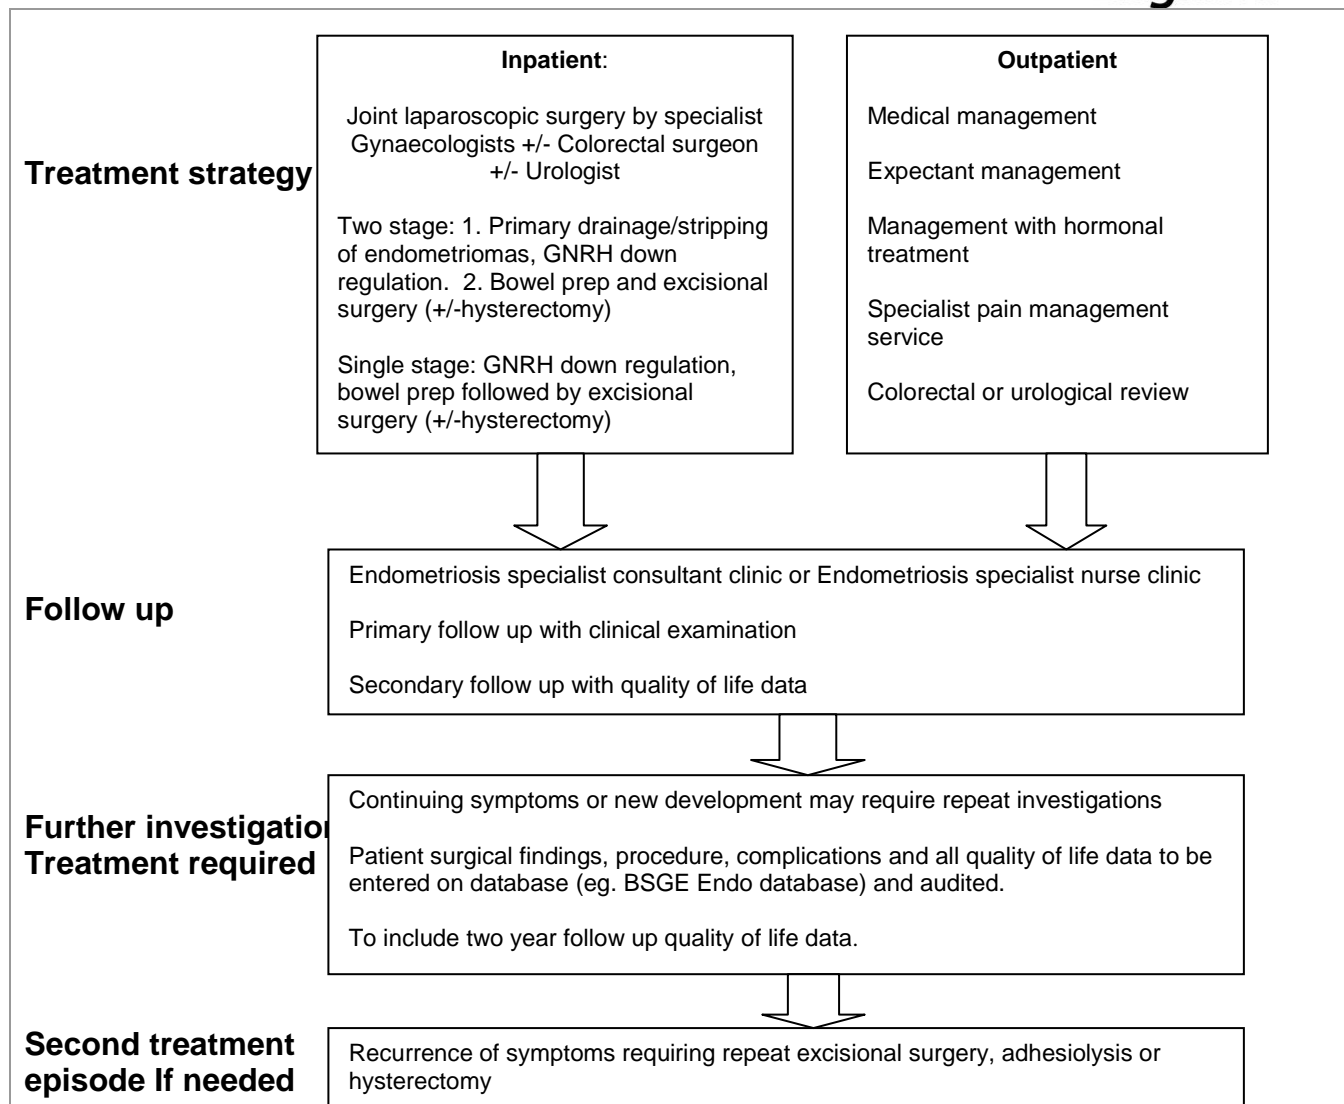 Inpatient:
Joint laparoscopic surgery by specialist
Gynaecologists +/- Colorectal surgeon
+/- Urologist
Two stage: 1. Primary drainage/stripping
of endometriomas, GNRH down
regulation.  2. Bowel prep and excisional
surgery (+/-hysterectomy)
Single stage: GNRH down regulation,
bowel prep followed by excisional
surgery (+/-hysterectomy)
Outpatient
Medical management
Expectant management
Management with hormonal
treatment
Specialist pain management
service
Colorectal or urological review
Treatment strategy
Follow up
Endometriosis specialist consultant clinic or Endometriosis specialist nurse clinic
Primary follow up with clinical examination
Secondary follow up with quality of life data
Further investigation
Treatment required
Continuing symptoms or new development may require repeat investigations
Patient surgical findings, procedure, complications and all quality of life data to be
entered on database (eg. BSGE Endo database) and audited.
To include two year follow up quality of life data.
Second treatment
episode If needed
Recurrence of symptoms requiring repeat excisional surgery, adhesiolysis or
hysterectomy